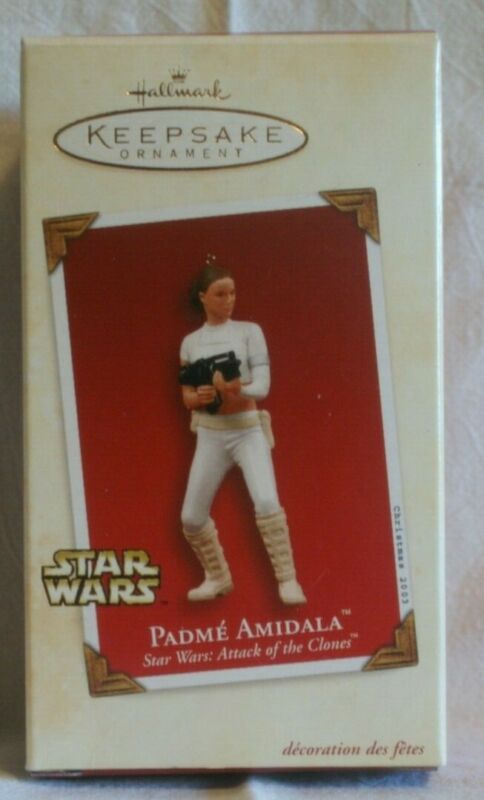 Hallmark
KEEPSAKE
ORNAMENT
Christmas 2003
STAR
WARS
PADMÉ AMIDALA™
Star Wars: Attack of the Clones™
décoration des fêtes